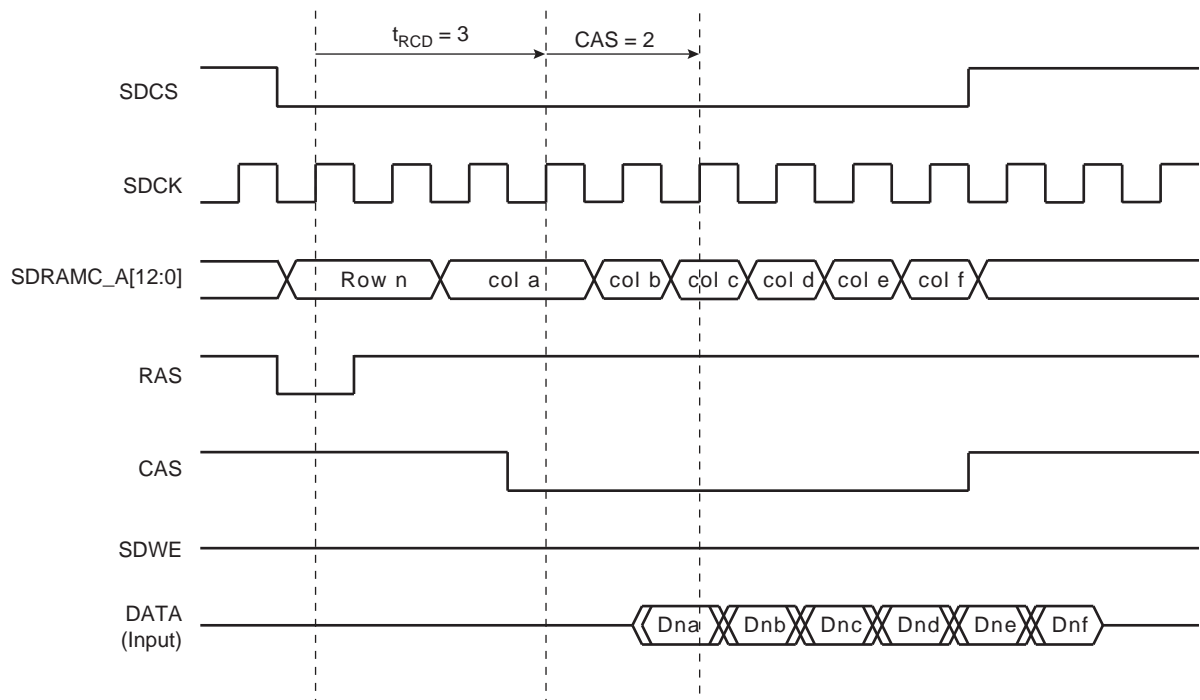 t_RCD = 3 CAS = 2
SDCS
SDCK
SDRAMC_A[12:0] Row n col a col b col c col d col e col f
RAS
CAS
SDWE
DATA
(Input) Dna Dnb Dnc Dnd Dne Dnf